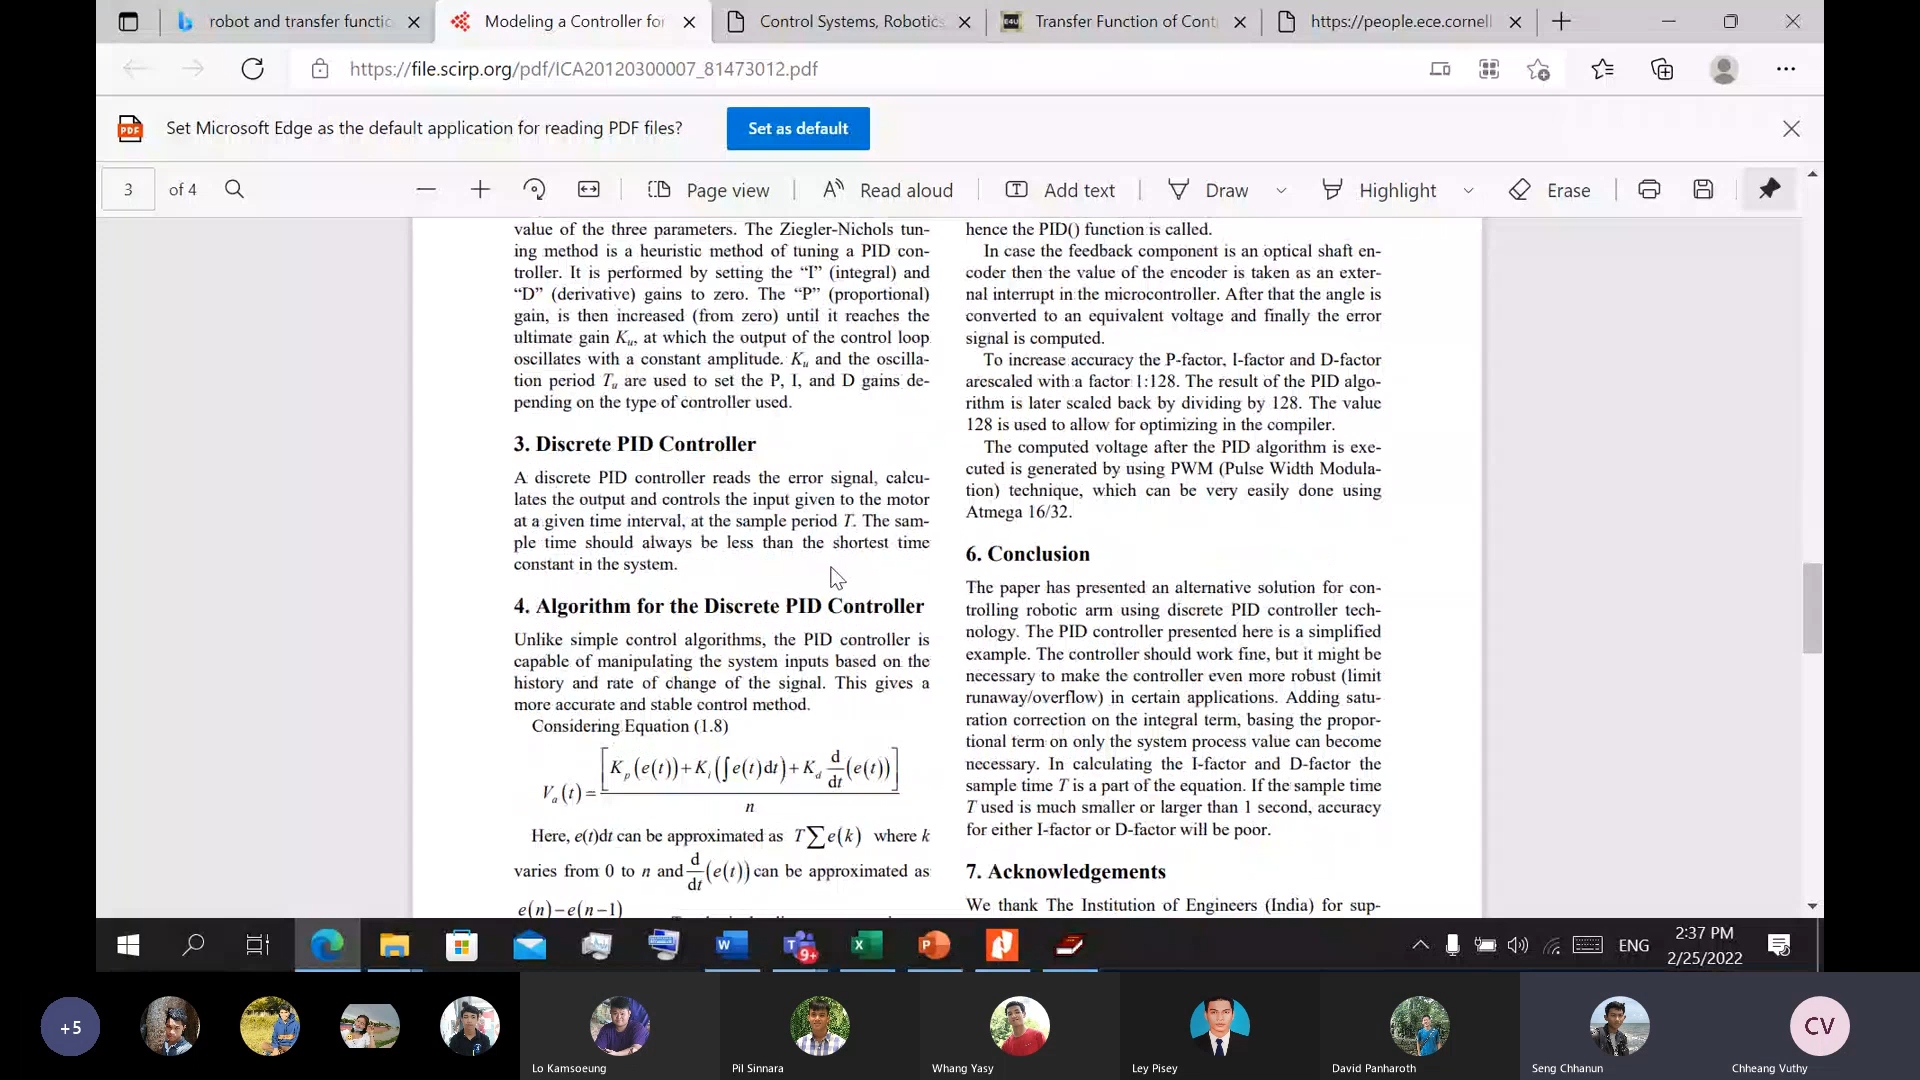 robot and transfer functic
Modeling a Controller for
Control Systems, Robotics,
Transfer Function of Cont
https://people.ece.cornell
https://file.scirp.org/pdf/ICA20120300007_81473012.pdf
PDF
Set Microsoft Edge as the default application for reading PDF files?
Set as default
3 of 4
Page view
Read aloud
Add text
Draw
Highlight
Erase
value of the three parameters. The Ziegler-Nichols tun-
ing method is a heuristic method of tuning a PID con-
troller. It is performed by setting the “I” (integral) and
“D” (derivative) gains to zero. The “P” (proportional)
gain, is then increased (from zero) until it reaches the
ultimate gain Ku, at which the output of the control loop
oscillates with a constant amplitude. Ku and the oscilla-
tion period Tu are used to set the P, I, and D gains de-
pending on the type of controller used.
3. Discrete PID Controller
A discrete PID controller reads the error signal, calcu-
lates the output and controls the input given to the motor
at a given time interval, at the sample period T. The sam-
ple time should always be less than the shortest time
constant in the system.
4. Algorithm for the Discrete PID Controller
Unlike simple control algorithms, the PID controller is
capable of manipulating the system inputs based on the
history and rate of change of the signal. This gives a
more accurate and stable control method.
Considering Equation (1.8)
Va(t) = [Kp(e(t)) + Ki(∫e(t)dt) + Kd d/dt(e(t))] / n
Here, e(t)dt can be approximated as T∑e(k) where k
varies from 0 to n and d/dt(e(t)) can be approximated as
e(n)−e(n−1)
hence the PID() function is called.
In case the feedback component is an optical shaft en-
coder then the value of the encoder is taken as an exter-
nal interrupt in the microcontroller. After that the angle is
converted to an equivalent voltage and finally the error
signal is computed.
To increase accuracy the P-factor, I-factor and D-factor
arescaled with a factor 1:128. The result of the PID algo-
rithm is later scaled back by dividing by 128. The value
128 is used to allow for optimizing in the compiler.
The computed voltage after the PID algorithm is exe-
cuted is generated by using PWM (Pulse Width Modula-
tion) technique, which can be very easily done using
Atmega 16/32.
6. Conclusion
The paper has presented an alternative solution for con-
trolling robotic arm using discrete PID controller tech-
nology. The PID controller presented here is a simplified
example. The controller should work fine, but it might be
necessary to make the controller even more robust (limit
runaway/overflow) in certain applications. Adding satu-
ration correction on the integral term, basing the propor-
tional term on only the system process value can become
necessary. In calculating the I-factor and D-factor the
sample time T is a part of the equation. If the sample time
T used is much smaller or larger than 1 second, accuracy
for either I-factor or D-factor will be poor.
7. Acknowledgements
We thank The Institution of Engineers (India) for sup-
9+
ENG
2:37 PM
2/25/2022
+5
Lo Kamsoeung
Pil Sinnara
Whang Yasy
Ley Pisey
David Panharoth
Seng Chhanun
CV
Chheang Vuthy